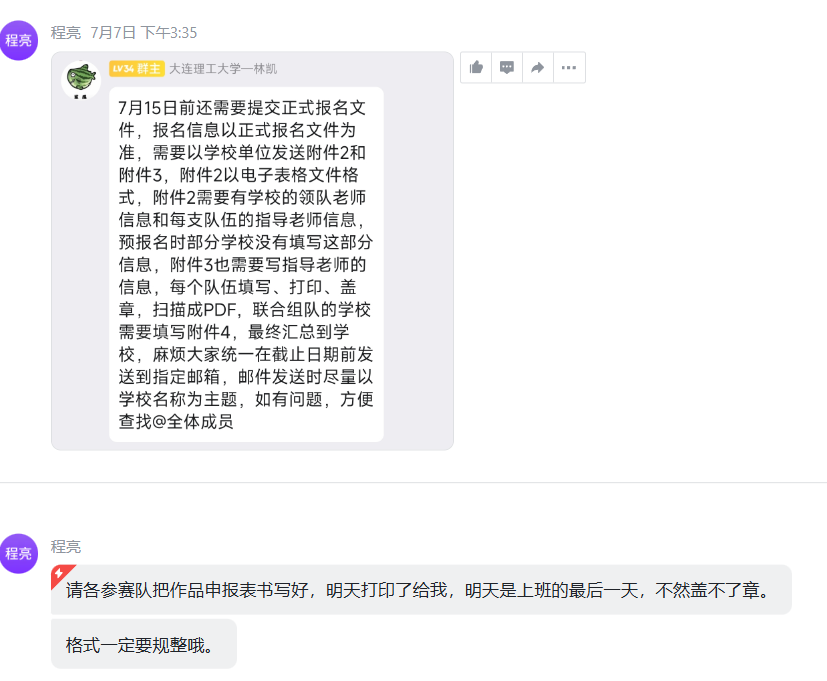 程亮 7月7日 下午3:35
程亮
LV34 群主 大连理工大学—林凯
7月15日前还需要提交正式报名文
件，报名信息以正式报名文件为
准，需要以学校单位发送附件2和
附件3，附件2以电子表格文件格
式，附件2需要有学校的领队老师
信息和每支队伍的指导老师信息，
预报名时部分学校没有填写这部分
信息，附件3也需要写指导老师的
信息，每个队伍填写、打印、盖
章，扫描成PDF，联合组队的学校
需要填写附件4，最终汇总到学
校，麻烦大家统一在截止日期前发
送到指定邮箱，邮件发送时尽量以
学校名称为主题，如有问题，方便
查找@全体成员
程亮
程亮
请各参赛队把作品申报表书写好，明天打印了给我，明天是上班的最后一天，不然盖不了章。
格式一定要规整哦。